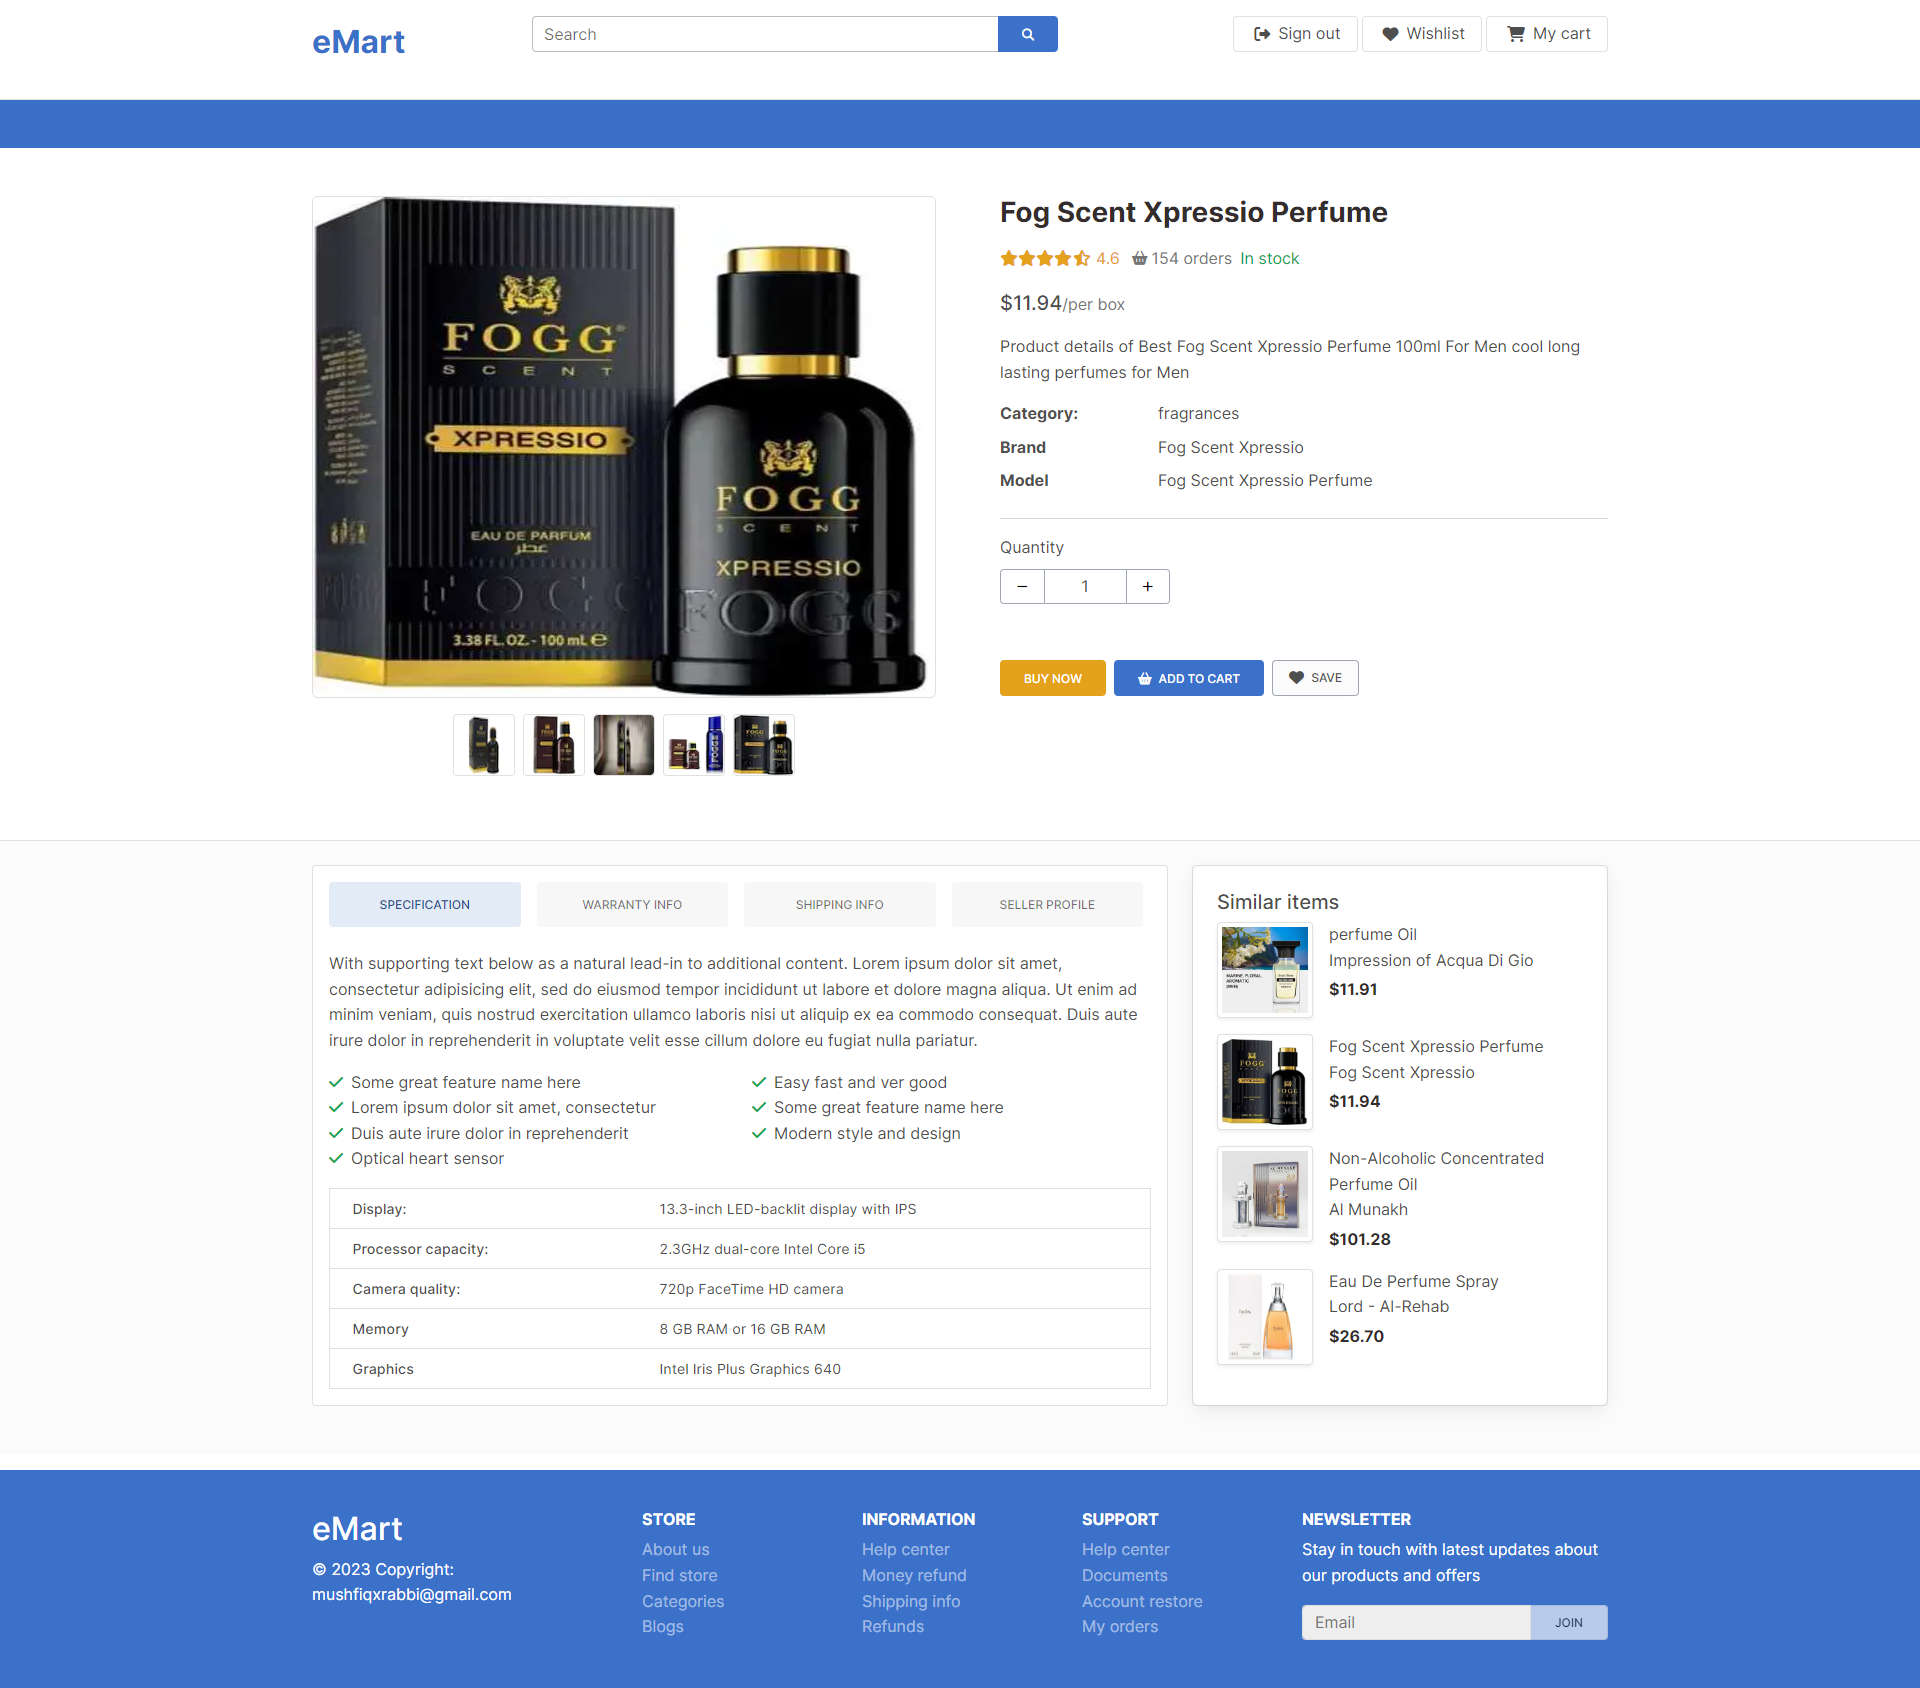 eMart
Search
Sign out
Wishlist
My cart
FOGG
SCENT
XPRESSIO
EAU DE PARFUM
عطر
FOGG
3.38 FL. OZ. - 100 mL e
FOGG
SCENT
XPRESSIO
FOGG
Fog Scent Xpressio Perfume
4.6 154 orders In stock
$11.94/per box
Product details of Best Fog Scent Xpressio Perfume 100ml For Men cool long
lasting perfumes for Men
Category: fragrances
Brand Fog Scent Xpressio
Model Fog Scent Xpressio Perfume
Quantity
− 1 +
BUY NOW
ADD TO CART
SAVE
SPECIFICATION
WARRANTY INFO
SHIPPING INFO
SELLER PROFILE
With supporting text below as a natural lead-in to additional content. Lorem ipsum dolor sit amet,
consectetur adipisicing elit, sed do eiusmod tempor incididunt ut labore et dolore magna aliqua. Ut enim ad
minim veniam, quis nostrud exercitation ullamco laboris nisi ut aliquip ex ea commodo consequat. Duis aute
irure dolor in reprehenderit in voluptate velit esse cillum dolore eu fugiat nulla pariatur.
Some great feature name here
Lorem ipsum dolor sit amet, consectetur
Duis aute irure dolor in reprehenderit
Optical heart sensor
Easy fast and ver good
Some great feature name here
Modern style and design
Display: 13.3-inch LED-backlit display with IPS
Processor capacity: 2.3GHz dual-core Intel Core i5
Camera quality: 720p FaceTime HD camera
Memory 8 GB RAM or 16 GB RAM
Graphics Intel Iris Plus Graphics 640
Similar items
perfume Oil
Impression of Acqua Di Gio
$11.91
Fog Scent Xpressio Perfume
Fog Scent Xpressio
$11.94
Non-Alcoholic Concentrated
Perfume Oil
Al Munakh
$101.28
Eau De Perfume Spray
Lord - Al-Rehab
$26.70
eMart
© 2023 Copyright:
mushfiqxrabbi@gmail.com
STORE
About us
Find store
Categories
Blogs
INFORMATION
Help center
Money refund
Shipping info
Refunds
SUPPORT
Help center
Documents
Account restore
My orders
NEWSLETTER
Stay in touch with latest updates about
our products and offers
Email
JOIN